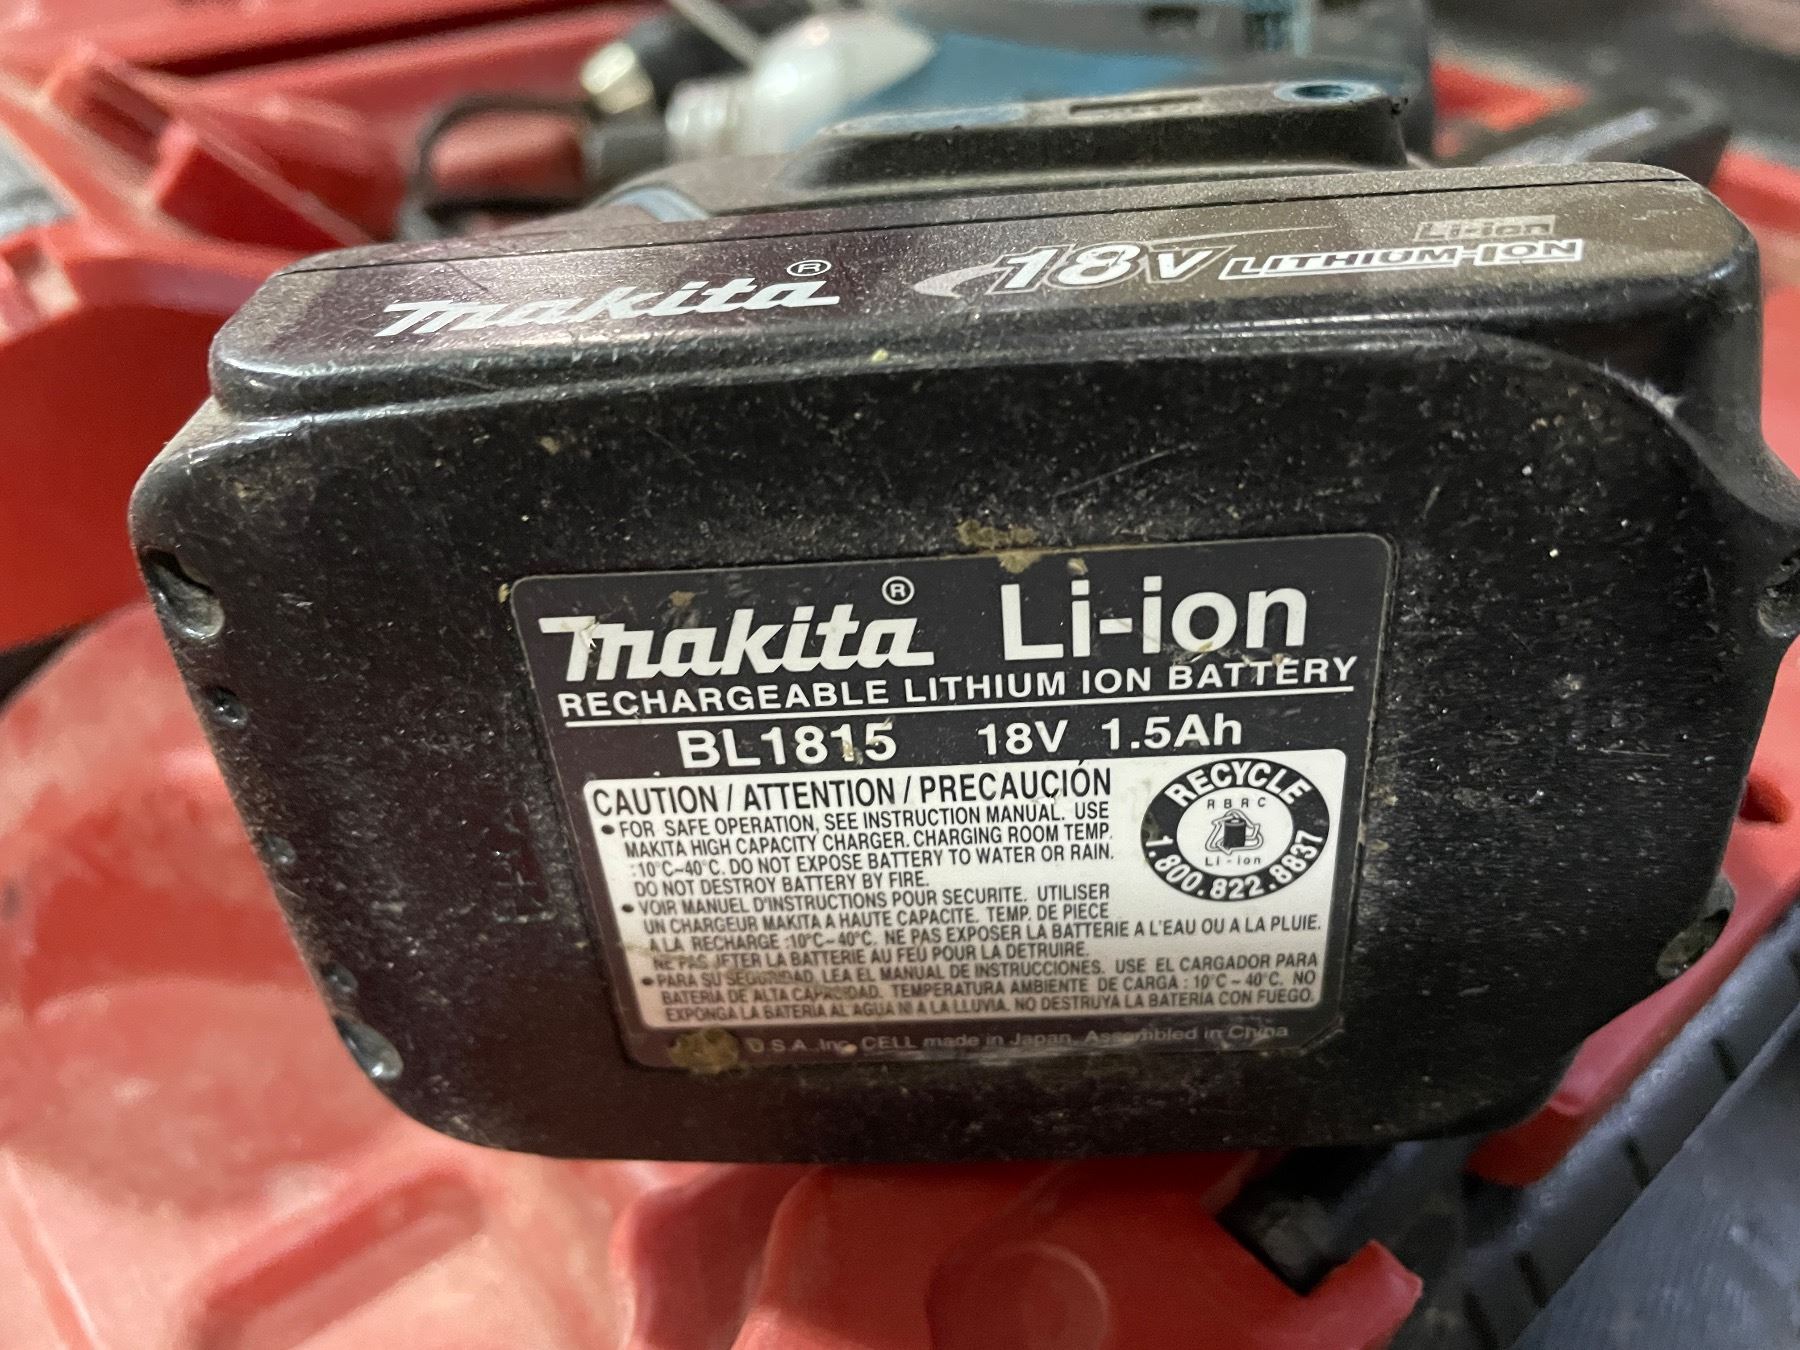 Makita® 18V LITHIUM-ION
Li-ion
Makita® Li-ion
RECHARGEABLE LITHIUM ION BATTERY
BL1815 18V 1.5Ah
CAUTION / ATTENTION / PRECAUCIÓN
• FOR SAFE OPERATION, SEE INSTRUCTION MANUAL. USE
MAKITA HIGH CAPACITY CHARGER. CHARGING ROOM TEMP.
:10°C~40°C. DO NOT EXPOSE BATTERY TO WATER OR RAIN.
DO NOT DESTROY BATTERY BY FIRE.
• VOIR MANUEL D'INSTRUCTIONS POUR SECURITE. UTILISER
UN CHARGEUR MAKITA A HAUTE CAPACITE. TEMP. DE PIECE
A LA RECHARGE :10°C~40°C. NE PAS EXPOSER LA BATTERIE A L'EAU OU A LA PLUIE.
NE PAS JETER LA BATTERIE AU FEU POUR LA DETRUIRE.
• PARA SU SEGURIDAD, LEA EL MANUAL DE INSTRUCCIONES. USE EL CARGADOR PARA
BATERIA DE ALTA CAPACIDAD. TEMPERATURA AMBIENTE DE CARGA : 10°C ~ 40°C. NO
EXPONGA LA BATERIA AL AGUA NI A LA LLUVIA. NO DESTRUYA LA BATERIA CON FUEGO.
RECYCLE
RBRC
Li-ion
1.800.822.8837
U.S.A., Inc. CELL made in Japan, Assembled in China